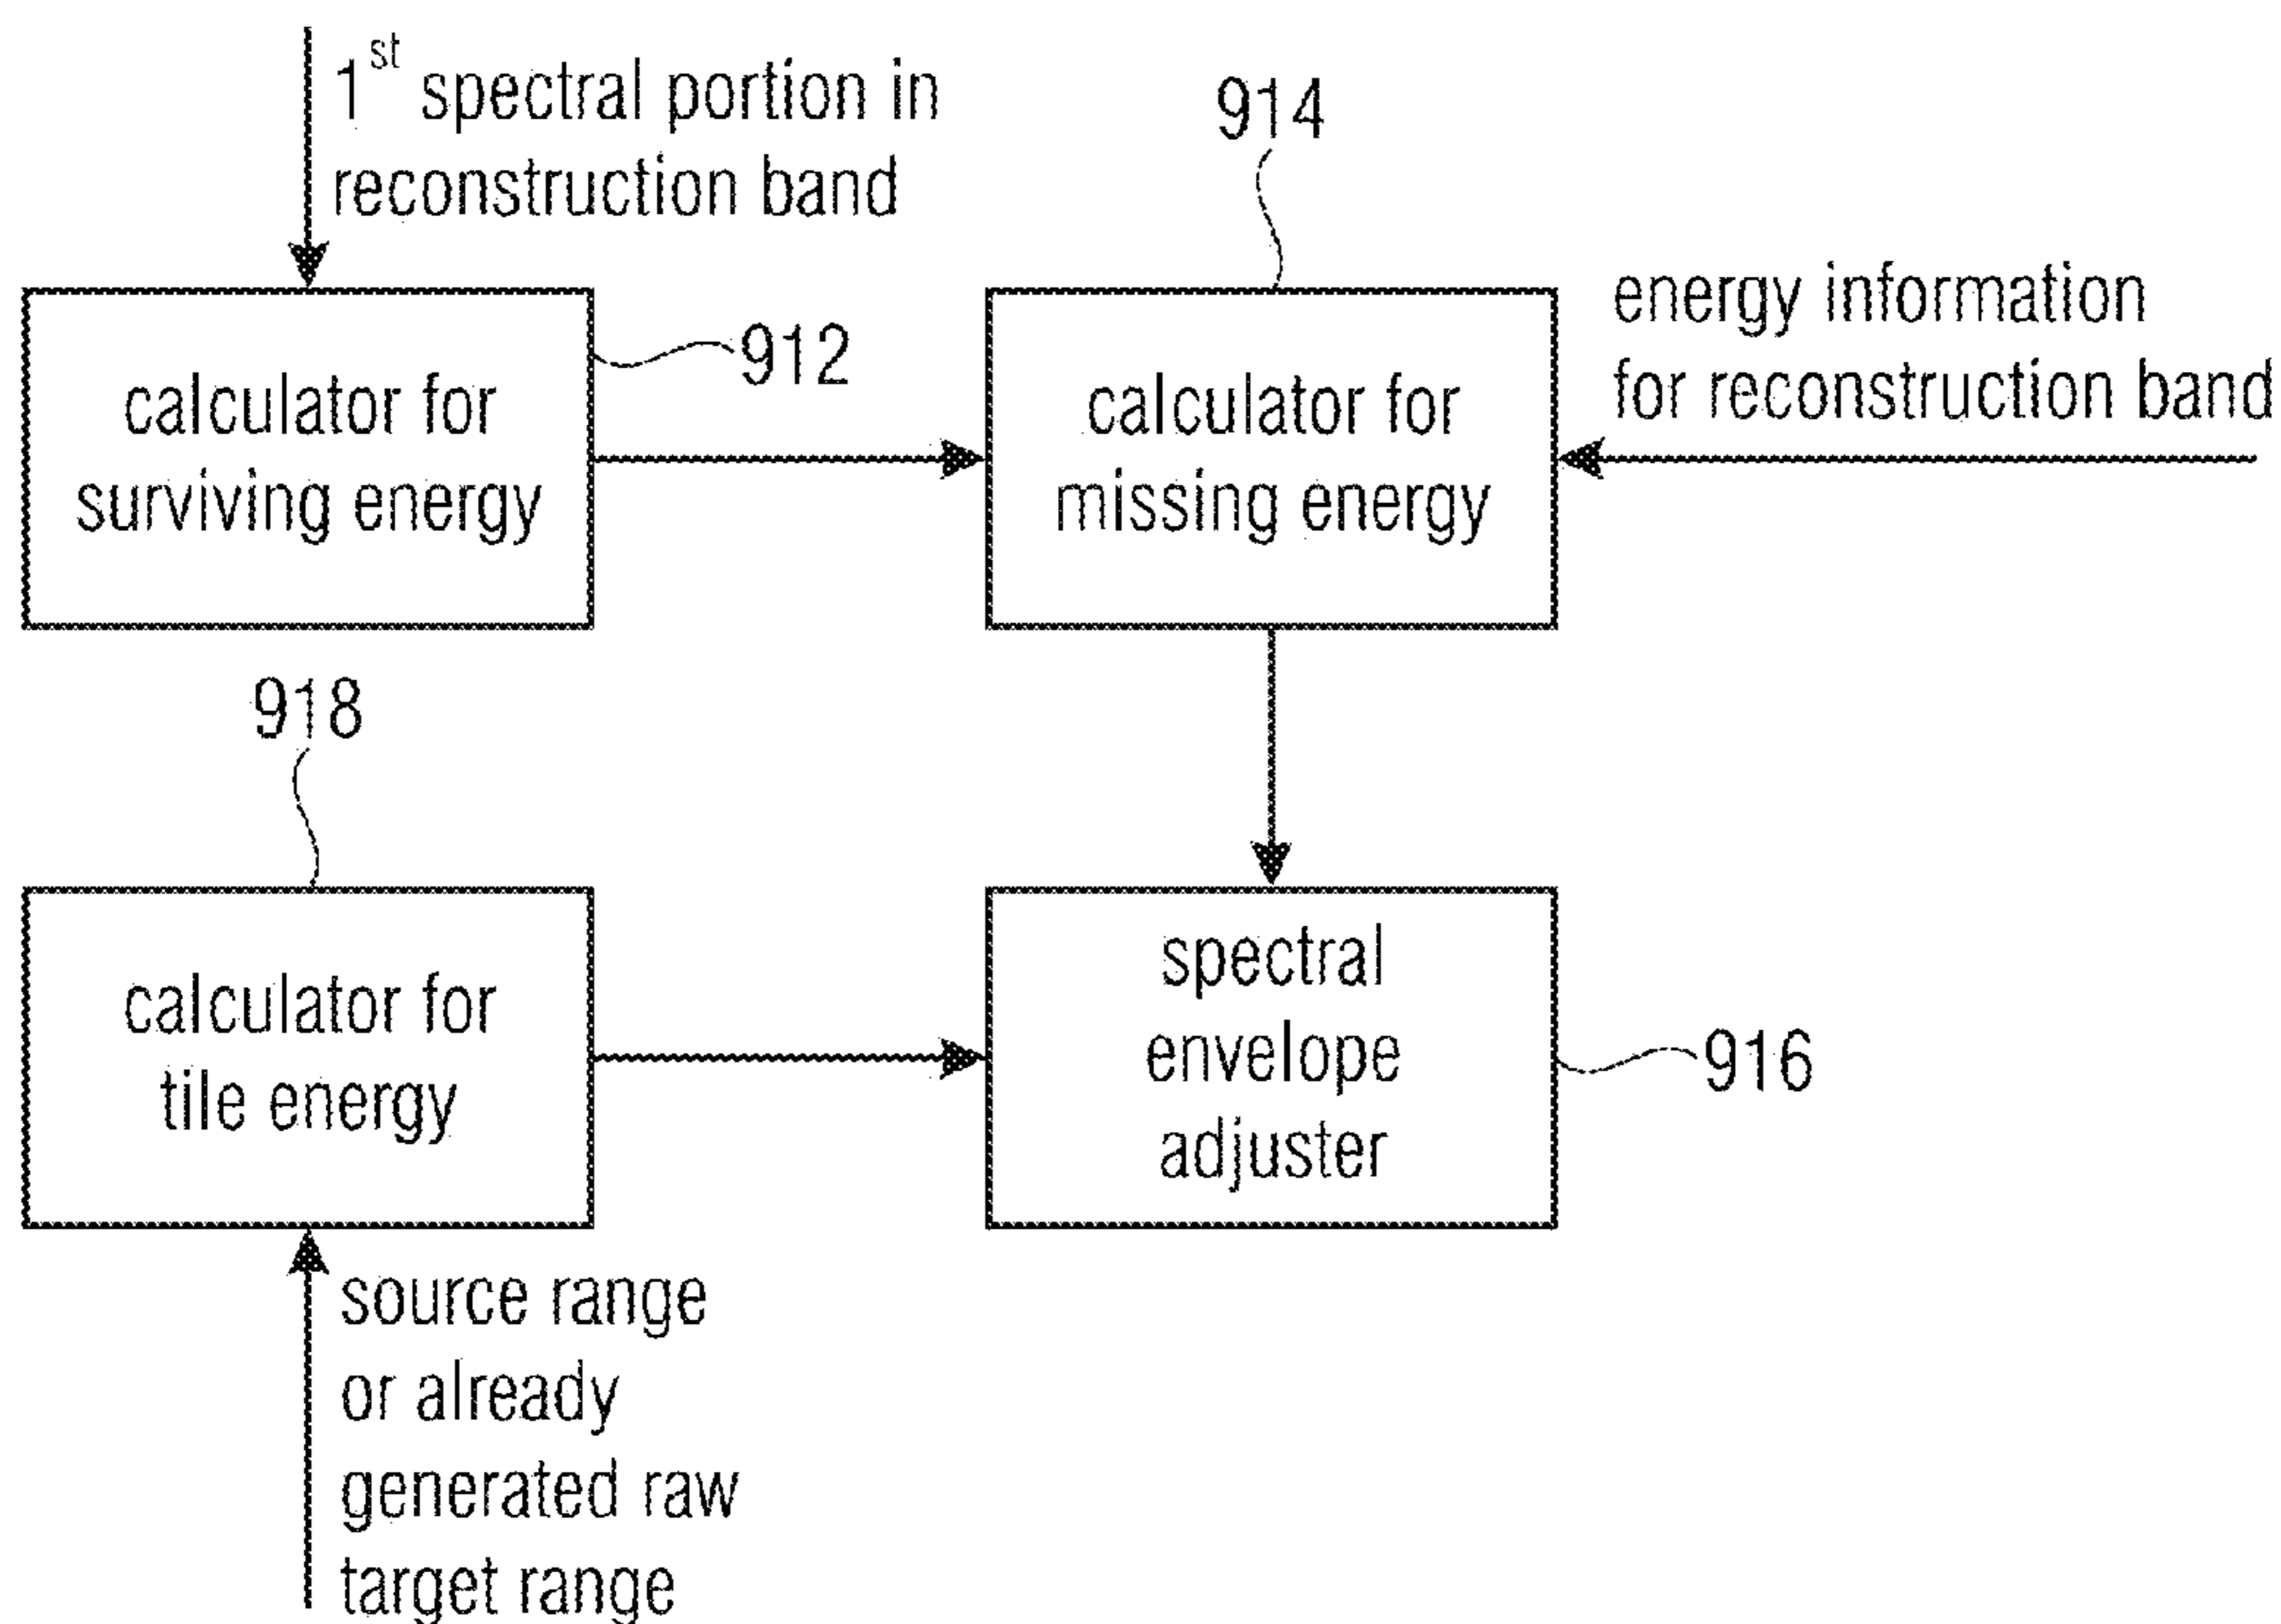 1st spectral portion in
reconstruction band
914
energy information
for reconstruction band
912
calculator for
surviving energy
calculator for
missing energy
918
calculator for
tile energy
spectral
envelope
adjuster
916
source range
or already
generated raw
target range